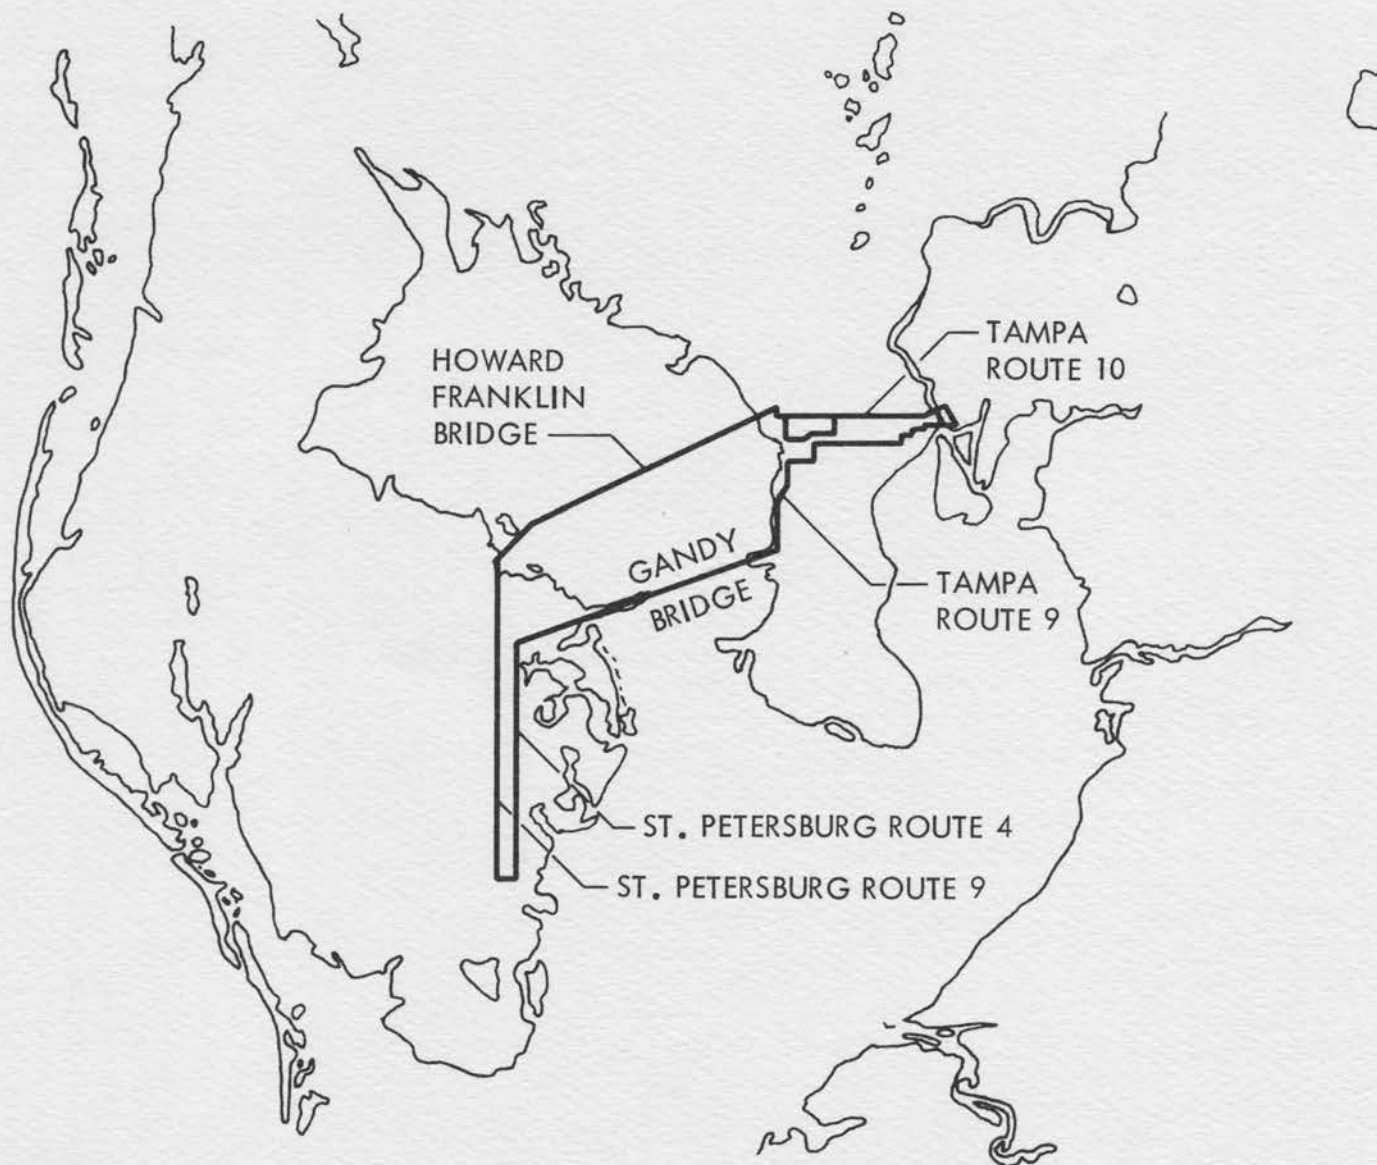 HOWARD
FRANKLIN
BRIDGE
TAMPA
ROUTE 10
GANDY
BRIDGE
TAMPA
ROUTE 9
ST. PETERSBURG ROUTE 4
ST. PETERSBURG ROUTE 9